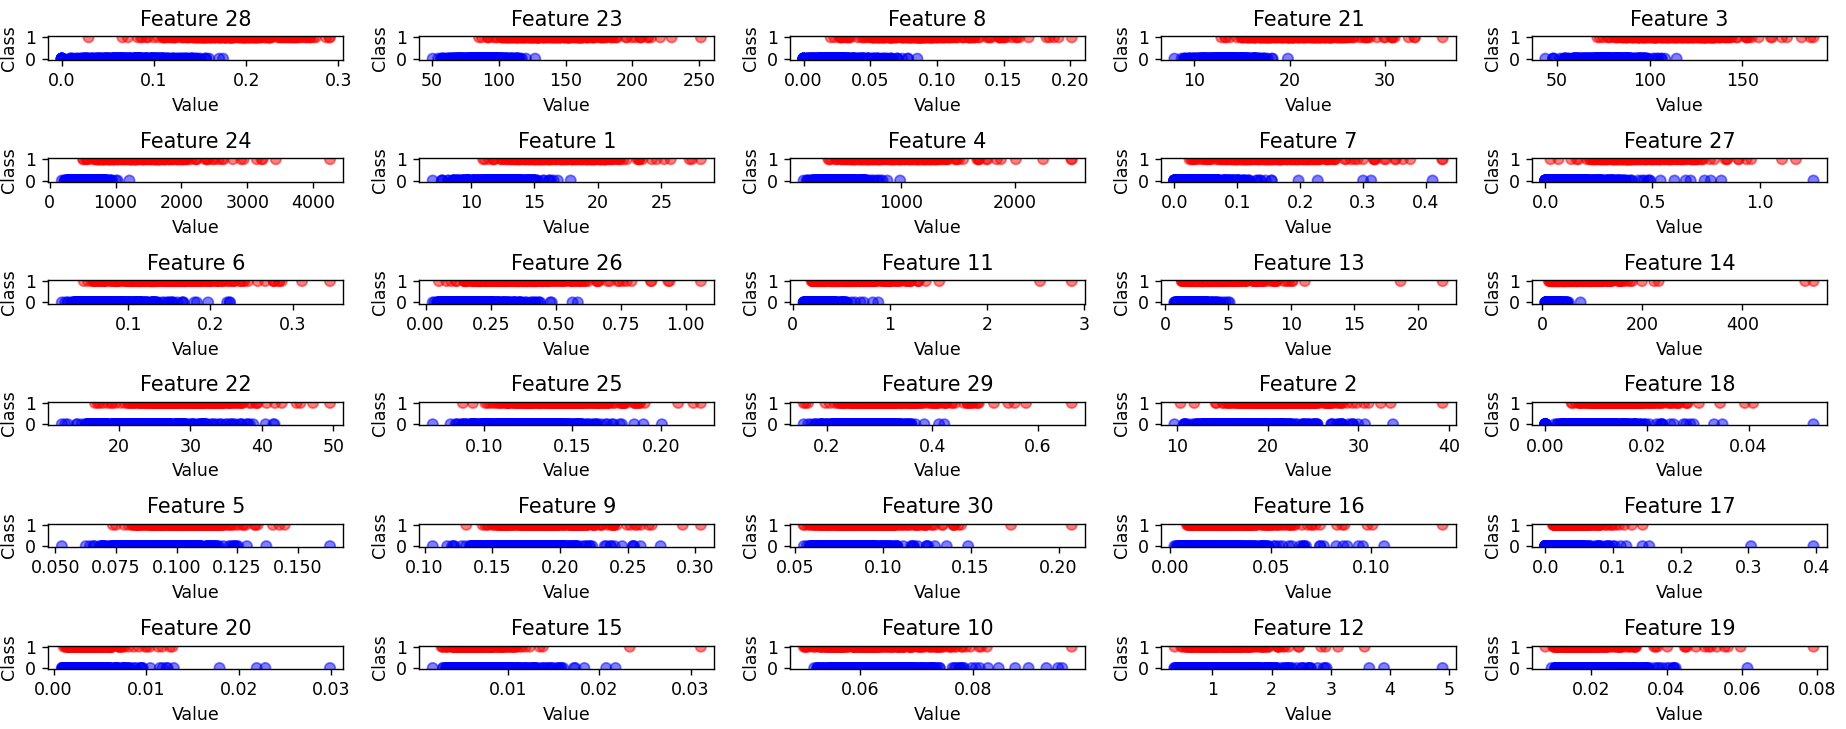 Feature 28 Feature 23 Feature 8 Feature 21 Feature 3
Class 1 0 Class 1 0 Class 1 0 Class 1 0 Class 1 0
0.0 0.1 0.2 0.3 50 100 150 200 250 0.00 0.05 0.10 0.15 0.20 10 20 30 50 100 150
Value Value Value Value Value
Feature 24 Feature 1 Feature 4 Feature 7 Feature 27
Class 1 0 Class 1 0 Class 1 0 Class 1 0 Class 1 0
0 1000 2000 3000 4000 10 15 20 25 1000 2000 0.0 0.1 0.2 0.3 0.4 0.0 0.5 1.0
Value Value Value Value Value
Feature 6 Feature 26 Feature 11 Feature 13 Feature 14
Class 1 0 Class 1 0 Class 1 0 Class 1 0 Class 1 0
0.1 0.2 0.3 0.00 0.25 0.50 0.75 1.00 0 1 2 3 0 5 10 15 20 0 200 400
Value Value Value Value Value
Feature 22 Feature 25 Feature 29 Feature 2 Feature 18
Class 1 0 Class 1 0 Class 1 0 Class 1 0 Class 1 0
20 30 40 50 0.10 0.15 0.20 0.2 0.4 0.6 10 20 30 40 0.00 0.02 0.04
Value Value Value Value Value
Feature 5 Feature 9 Feature 30 Feature 16 Feature 17
Class 1 0 Class 1 0 Class 1 0 Class 1 0 Class 1 0
0.050 0.075 0.100 0.125 0.150 0.10 0.15 0.20 0.25 0.30 0.05 0.10 0.15 0.20 0.00 0.05 0.10 0.0 0.1 0.2 0.3 0.4
Value Value Value Value Value
Feature 20 Feature 15 Feature 10 Feature 12 Feature 19
Class 1 0 Class 1 0 Class 1 0 Class 1 0 Class 1 0
0.00 0.01 0.02 0.03 0.01 0.02 0.03 0.06 0.08 1 2 3 4 5 0.02 0.04 0.06 0.08
Value Value Value Value Value